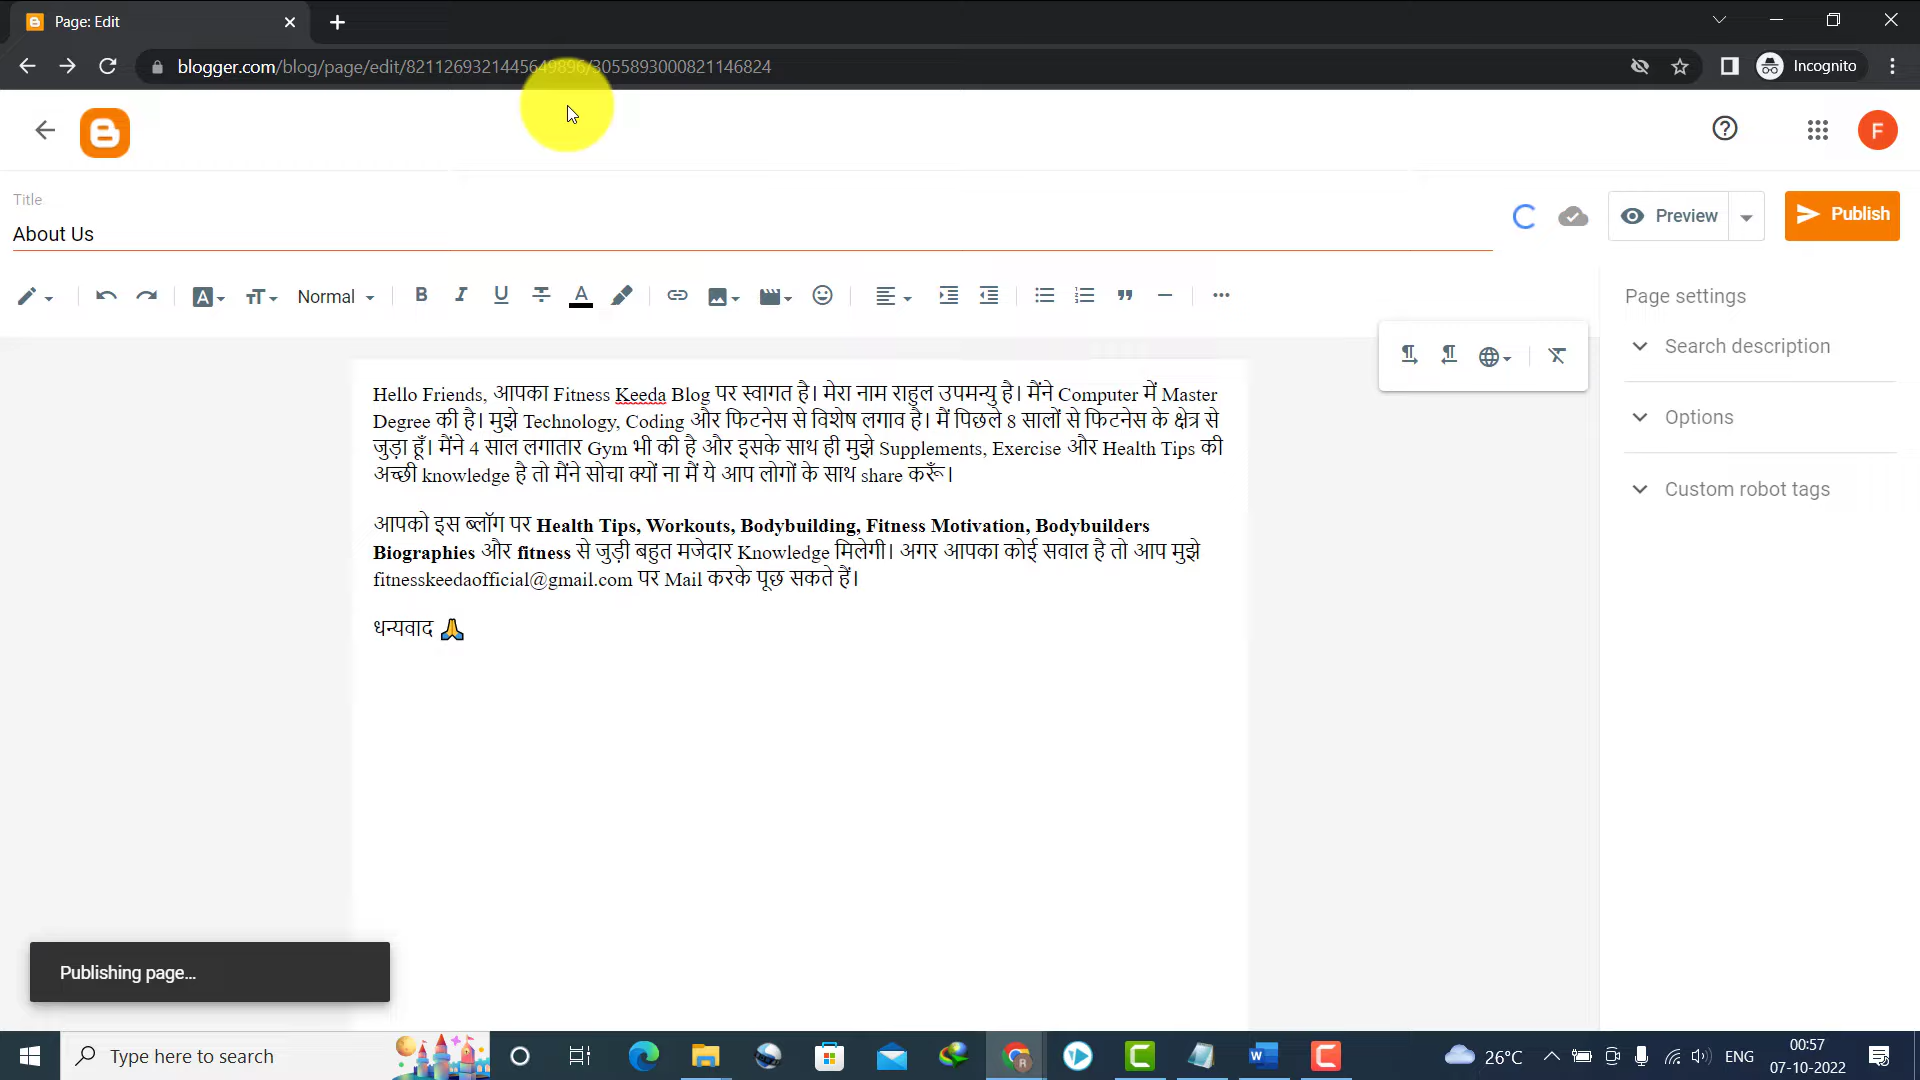 Page: Edit
blogger.com/blog/page/edit/8211269321445649896/3055893000821146824
Incognito
F
Title
About Us
Preview
Publish
Normal
Page settings
Search description
Options
Custom robot tags
Hello Friends, आपका Fitness Keeda Blog पर स्वागत है। मेरा नाम राहुल उपमन्यु है। मैंने Computer में Master
Degree की है। मुझे Technology, Coding और फिटनेस से विशेष लगाव है। मैं पिछले 8 सालों से फिटनेस के क्षेत्र से
जुड़ा हूँ। मैंने 4 साल लगातार Gym भी की है और इसके साथ ही मुझे Supplements, Exercise और Health Tips की
अच्छी knowledge है तो मैंने सोचा क्यों ना मैं ये आप लोगों के साथ share करूँ।
आपको इस ब्लॉग पर Health Tips, Workouts, Bodybuilding, Fitness Motivation, Bodybuilders
Biographies और fitness से जुड़ी बहुत मजेदार Knowledge मिलेगी। अगर आपका कोई सवाल है तो आप मुझे
fitnesskeedaofficial@gmail.com पर Mail करके पूछ सकते हैं।
धन्यवाद 🙏
Publishing page...
Type here to search
26°C
ENG
00:57
07-10-2022